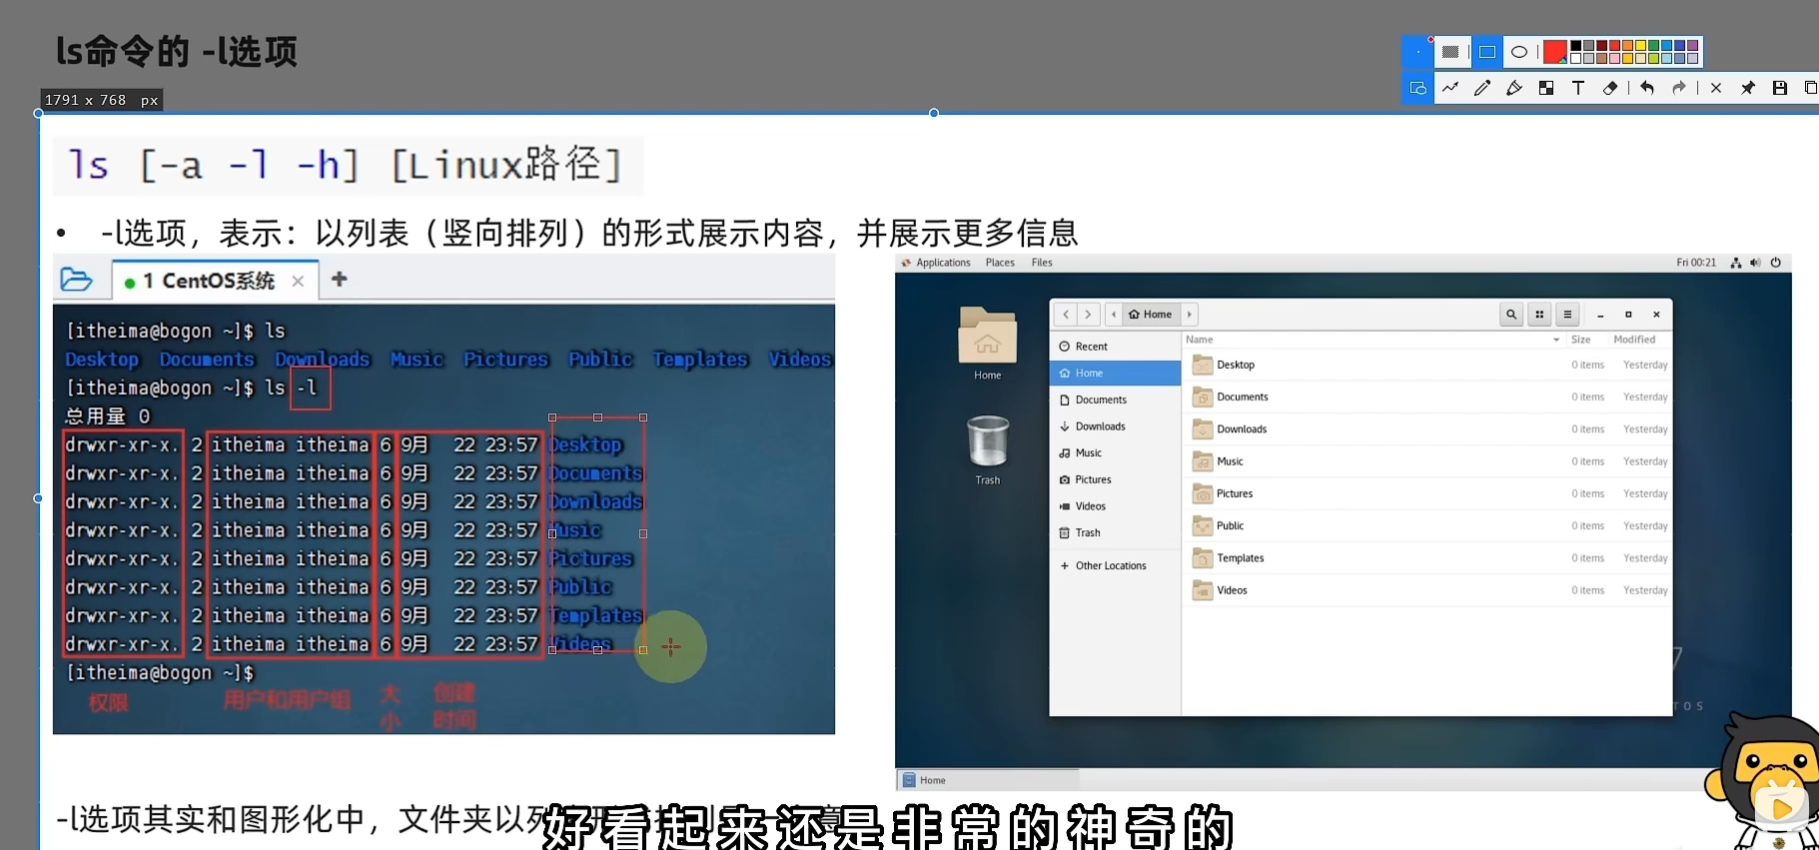 ls命令的 -l选项
1791 x 768 px
ls [-a -l -h] [Linux路径]
• -l选项，表示：以列表（竖向排列）的形式展示内容，并展示更多信息
1 CentOS系统
[itheima@bogon ~]$ ls
Desktop Documents Downloads Music Pictures Public Templates Videos
[itheima@bogon ~]$ ls -l
总用量 0
drwxr-xr-x. 2 itheima itheima 6 9月 22 23:57 Desktop
drwxr-xr-x. 2 itheima itheima 6 9月 22 23:57 Documents
drwxr-xr-x. 2 itheima itheima 6 9月 22 23:57 Downloads
drwxr-xr-x. 2 itheima itheima 6 9月 22 23:57 Music
drwxr-xr-x. 2 itheima itheima 6 9月 22 23:57 Pictures
drwxr-xr-x. 2 itheima itheima 6 9月 22 23:57 Public
drwxr-xr-x. 2 itheima itheima 6 9月 22 23:57 Templates
drwxr-xr-x. 2 itheima itheima 6 9月 22 23:57 Videos
[itheima@bogon ~]$
权限 用户和用户组 大小 创建时间
Applications Places Files Fri 00:21
Home
Trash
Home
Recent
Home
Documents
Downloads
Music
Pictures
Videos
Trash
Other Locations
Name Size Modified
Desktop 0 items Yesterday
Documents 0 items Yesterday
Downloads 0 items Yesterday
Music 0 items Yesterday
Pictures 0 items Yesterday
Public 0 items Yesterday
Templates 0 items Yesterday
Videos 0 items Yesterday
7
TOS
Home
-l选项其实和图形化中，文件夹以列
好看起来还是非常的神奇的